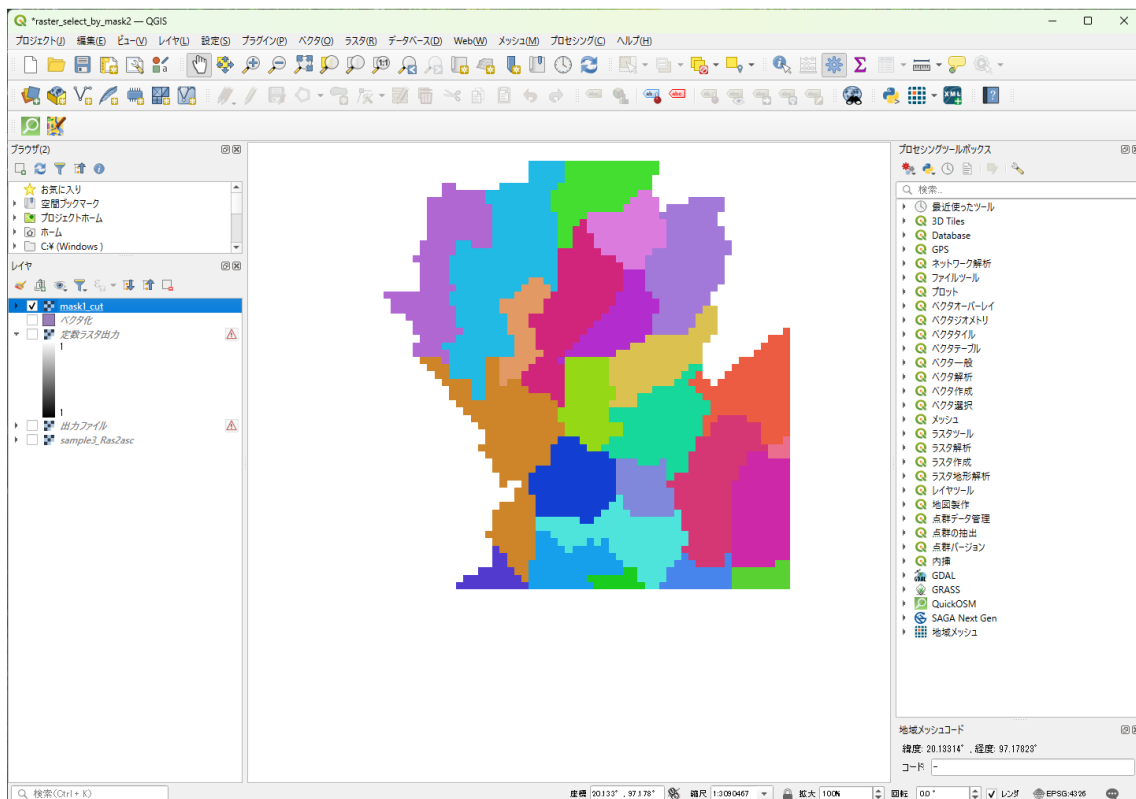 *raster_select_by_mask2 — QGIS
プロジェクト(J) 編集(E) ビュー(V) レイヤ(L) 設定(S) プラグイン(P) ベクタ(O) ラスタ(R) データベース(D) Web(W) メッシュ(M) プロセシング(C) ヘルプ(H)
ブラウザ(2)
お気に入り
空間ブックマーク
プロジェクトホーム
ホーム
C:¥ (Windows )
レイヤ
mask1_cut
ベクタ化
定数ラスタ出力
1
1
出力ファイル
sample3_Ras2asc
検索(Ctrl + K)
プロセシングツールボックス
検索...
最近使ったツール
3D Tiles
Database
GPS
ネットワーク解析
ファイルツール
プロット
ベクタオーバーレイ
ベクタジオメトリ
ベクタタイル
ベクタテーブル
ベクター般
ベクタ解析
ベクタ作成
ベクタ選択
メッシュ
ラスタツール
ラスタ解析
ラスタ作成
ラスタ地形解析
レイヤツール
地図製作
点群データ管理
点群の抽出
点群バージョン
内挿
GDAL
GRASS
QuickOSM
SAGA Next Gen
地域メッシュ
地域メッシュコード
緯度: 20.13314° , 経度: 97.17823°
コード -
座標 20.133° , 97.178° 縮尺 1:3090467 拡大 100% 回転 0.0° レンダ EPSG:4326